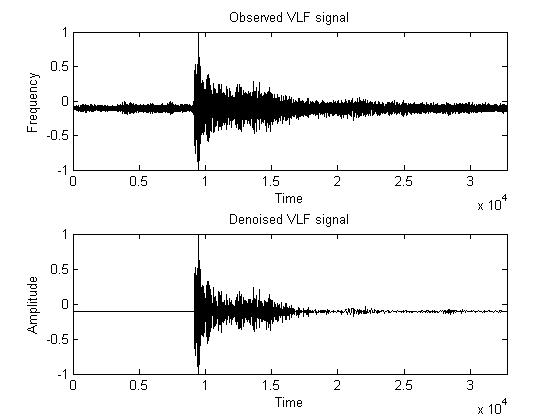 Observed VLF signal
1
0.5
0
-0.5
-1
Frequency
0 0.5 1 1.5 2 2.5 3
Time
x 10^4
Denoised VLF signal
1
0.5
0
-0.5
-1
Amplitude
0 0.5 1 1.5 2 2.5 3
Time
x 10^4